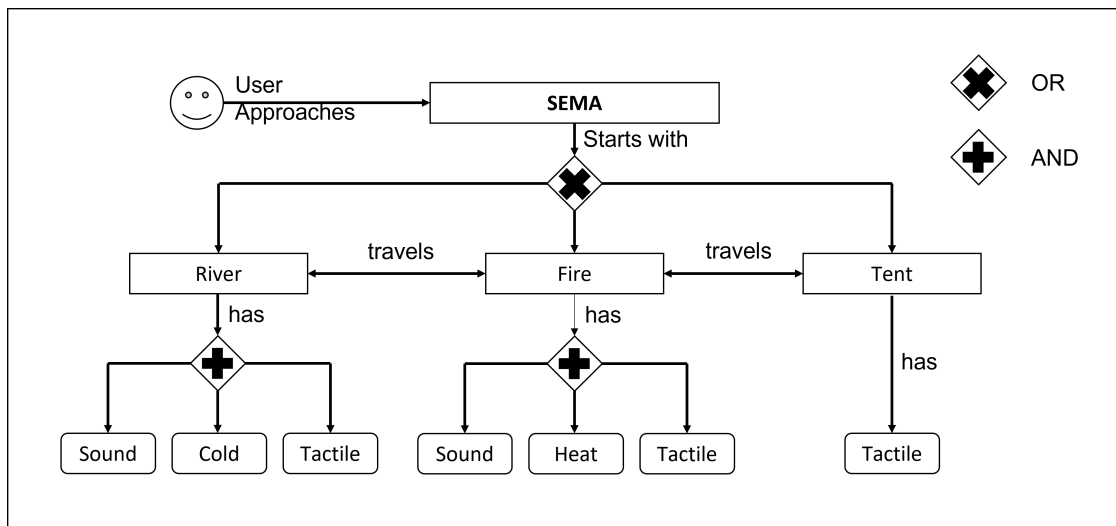 User
Approaches
SEMA
OR
Starts with
AND
travels
travels
River
Fire
Tent
has
has
has
Sound
Cold
Tactile
Sound
Heat
Tactile
Tactile